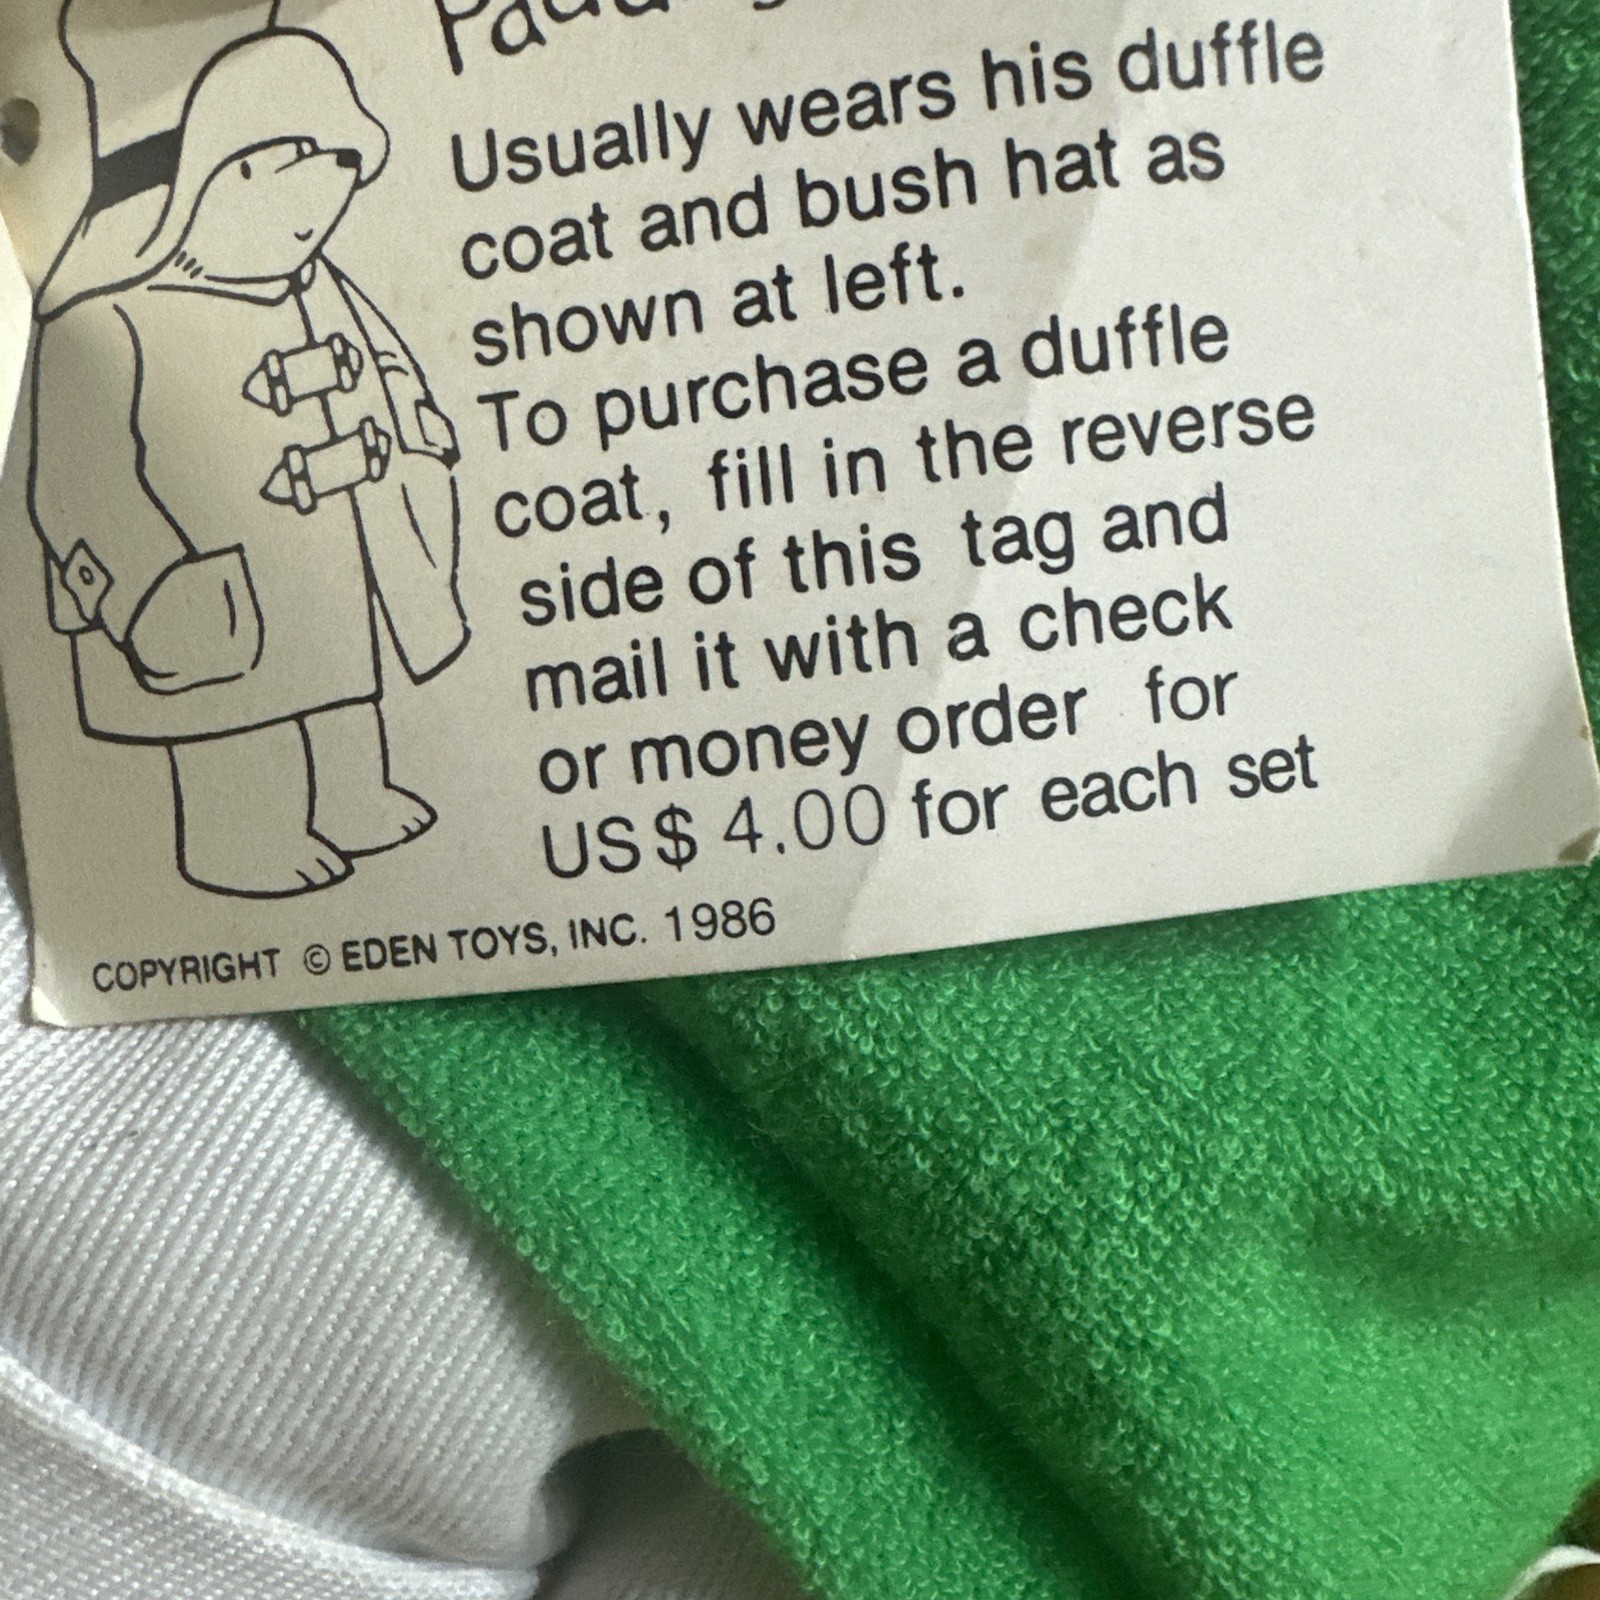 Usually wears his duffle
coat and bush hat as
shown at left.
To purchase a duffle
coat, fill in the reverse
side of this tag and
mail it with a check
or money order for
US$ 4.00 for each set
COPYRIGHT © EDEN TOYS, INC. 1986